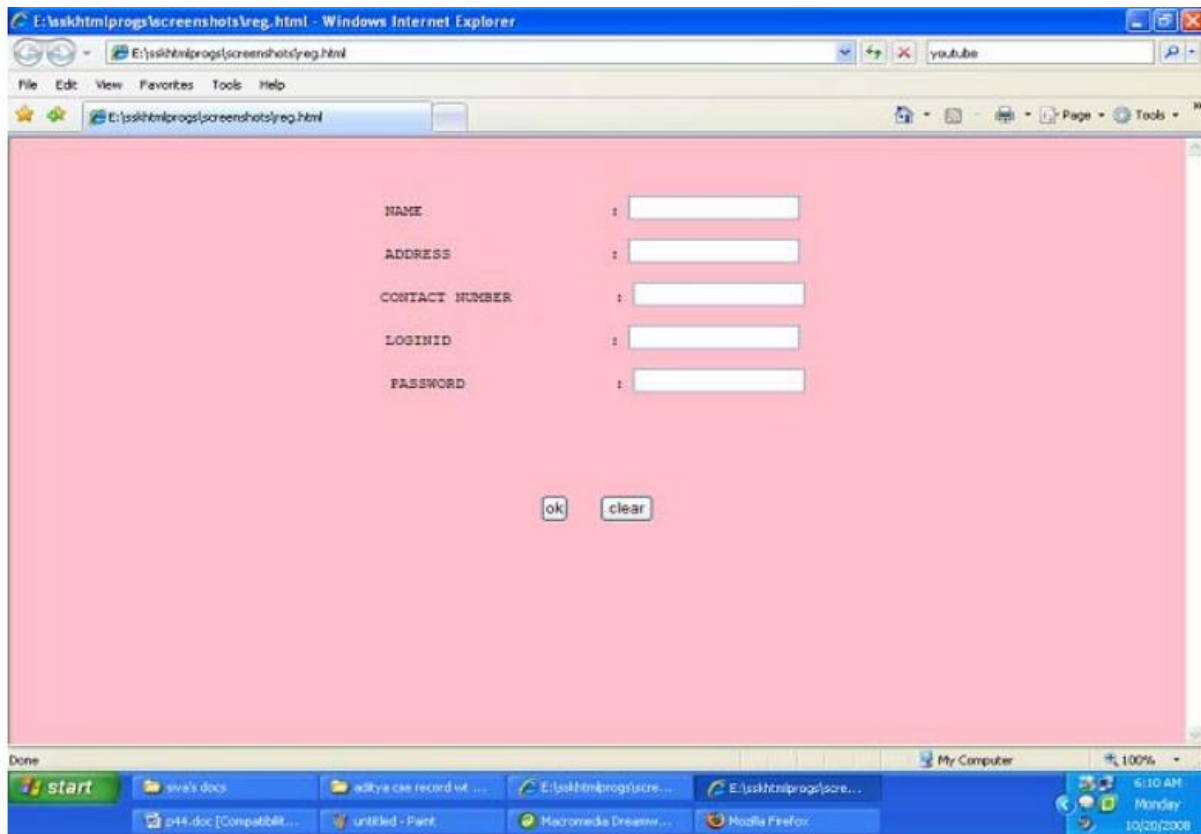 E:\sskhtmlprogs\screenshots\reg.html - Windows Internet Explorer
E:\sskhtmlprogs\screenshots\reg.html
youtube
File Edit View Favorites Tools Help
E:\sskhtmlprogs\screenshots\reg.html
Page Tools
NAME :
ADDRESS :
CONTACT NUMBER :
LOGINID :
PASSWORD :
ok clear
Done
My Computer
100%
start
siva's docs
aditya cse record wt ...
E:\sskhtmlprogs\scre...
E:\sskhtmlprogs\scre...
6:10 AM
p44.doc [Compatibilit...
untitled - Paint
Macromedia Dreamw...
Mozilla Firefox
Monday
10/20/2008